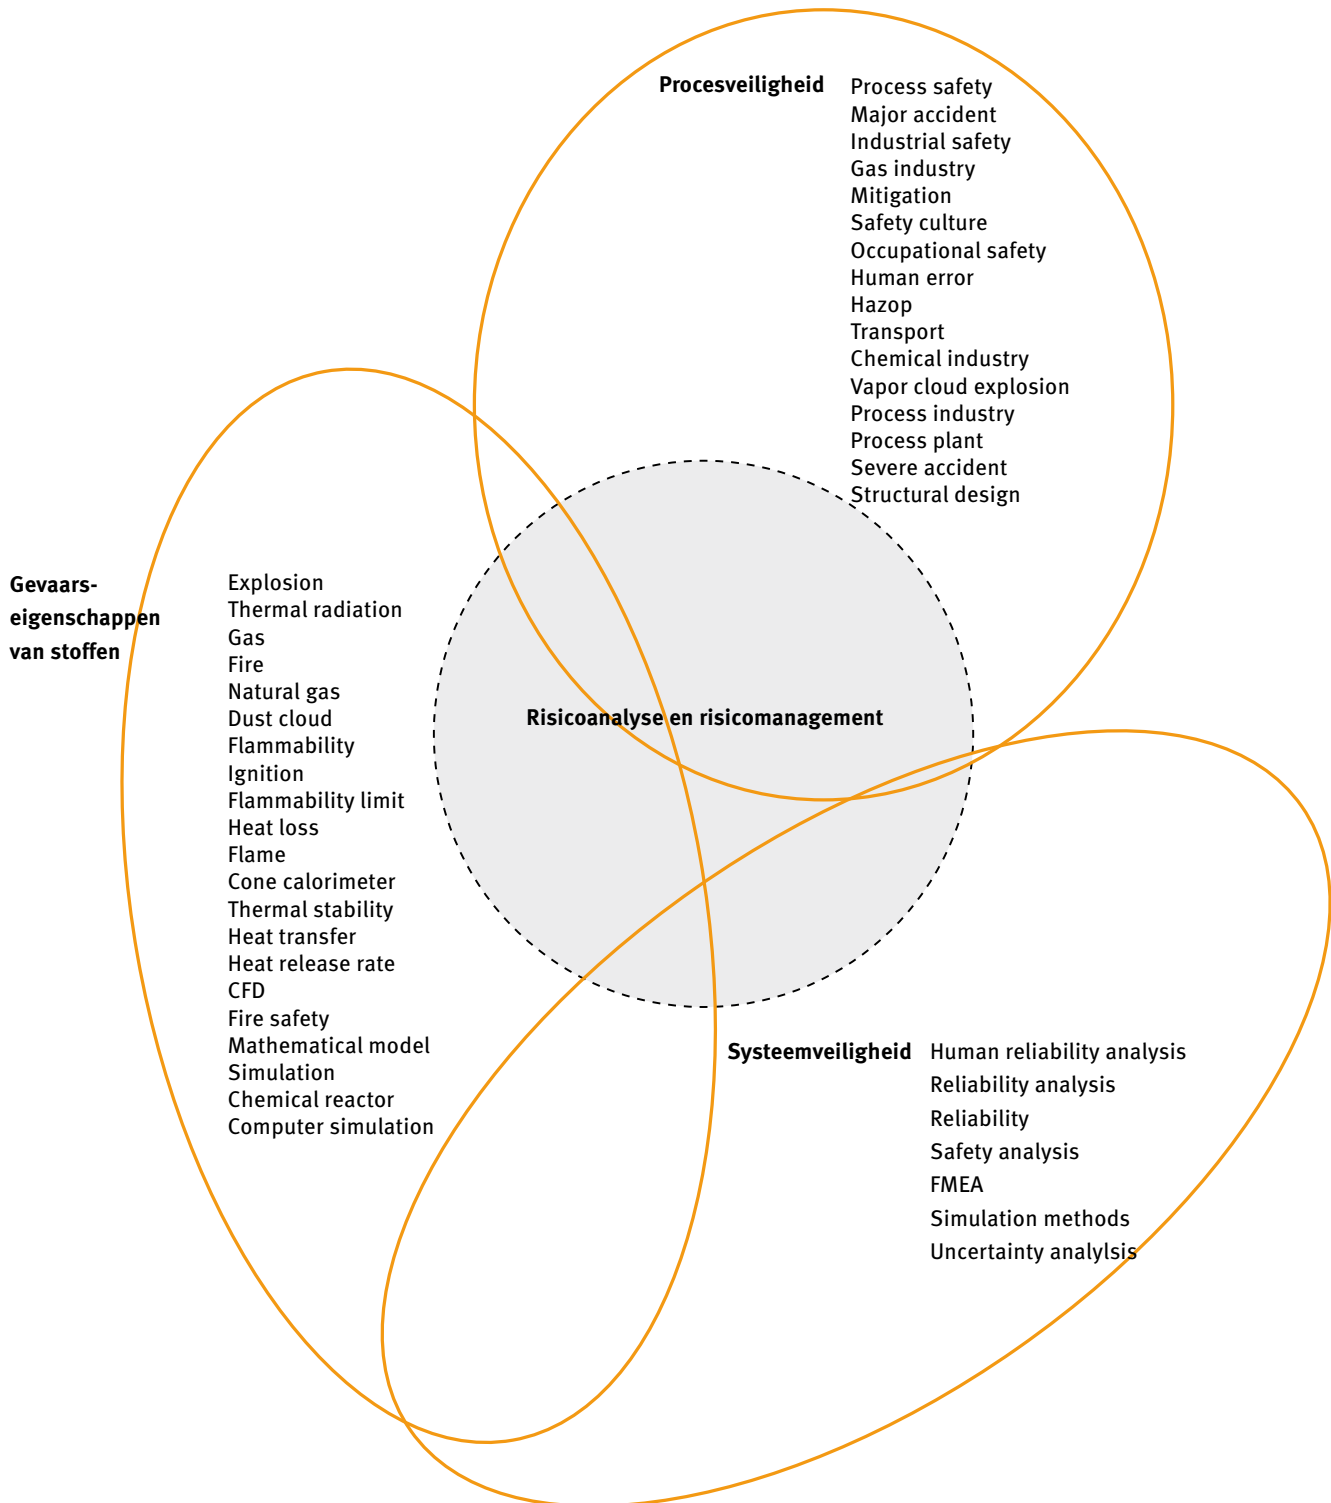 Procesveiligheid
Process safety
Major accident
Industrial safety
Gas industry
Mitigation
Safety culture
Occupational safety
Human error
Hazop
Transport
Chemical industry
Vapor cloud explosion
Process industry
Process plant
Severe accident
Structural design
Gevaars-
eigenschappen
van stoffen
Explosion
Thermal radiation
Gas
Fire
Natural gas
Dust cloud
Flammability
Ignition
Flammability limit
Heat loss
Flame
Cone calorimeter
Thermal stability
Heat transfer
Heat release rate
CFD
Fire safety
Mathematical model
Simulation
Chemical reactor
Computer simulation
Risicoanalyse en risicomanagement
Systeemveiligheid
Human reliability analysis
Reliability analysis
Reliability
Safety analysis
FMEA
Simulation methods
Uncertainty analylsis